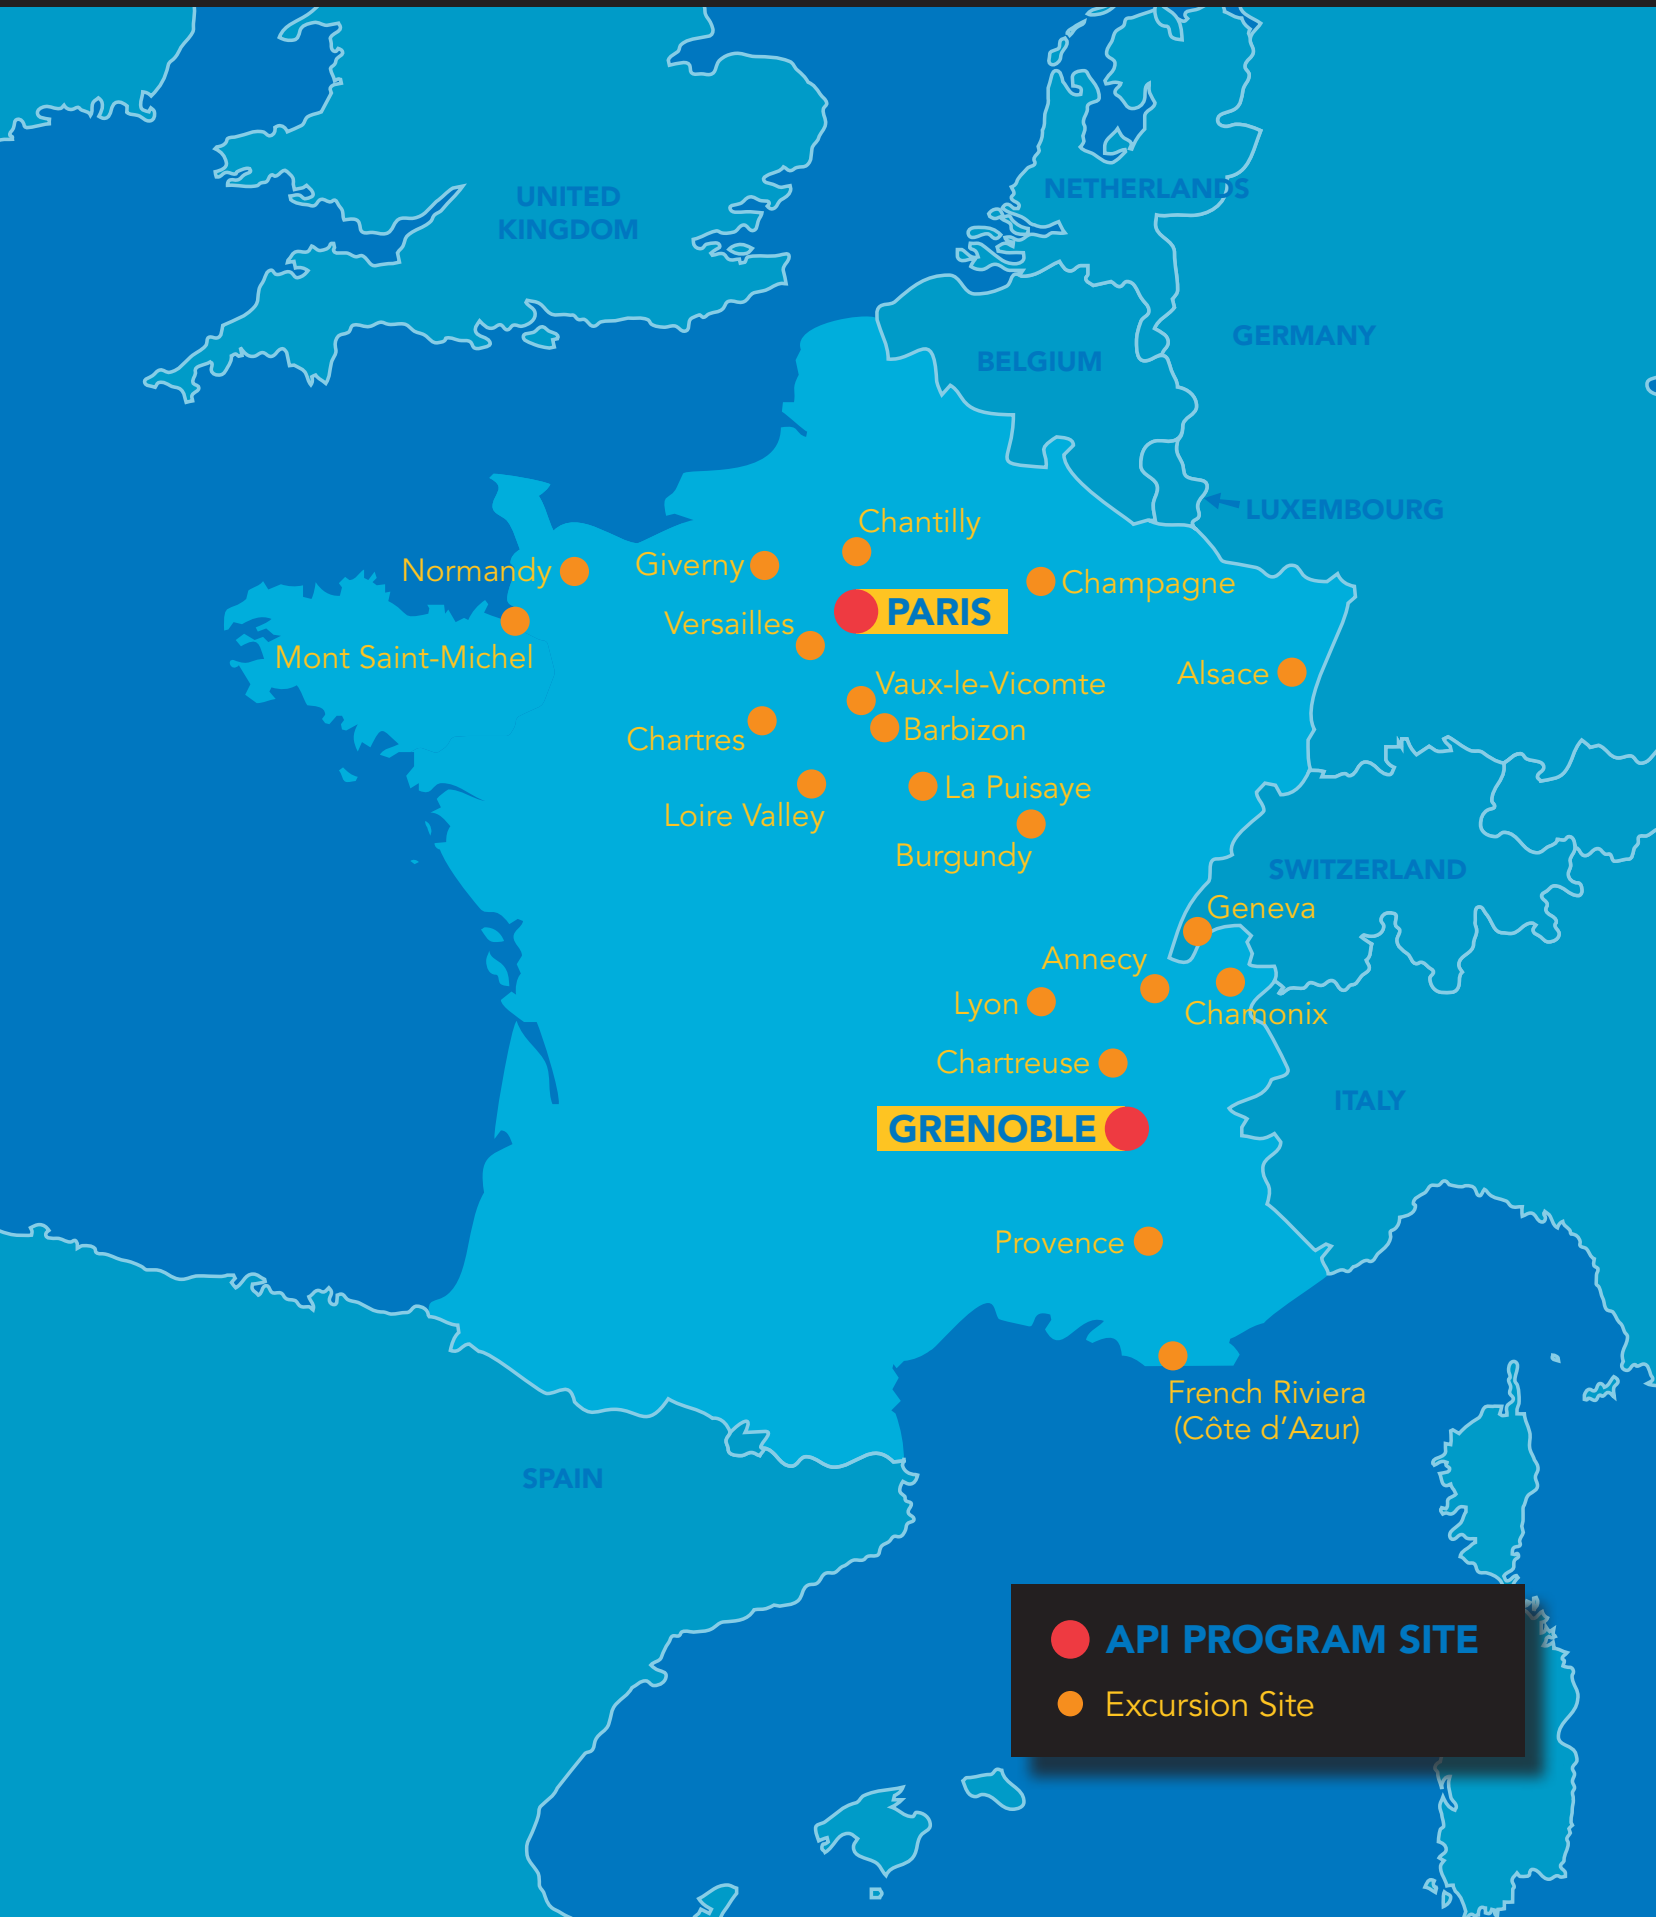 UNITED
KINGDOM
NETHERLANDS
GERMANY
BELGIUM
LUXEMBOURG
Chantilly
Normandy
Giverny
Champagne
PARIS
Versailles
Mont Saint-Michel
Alsace
Vaux-le-Vicomte
Barbizon
Chartres
La Puisaye
Loire Valley
Burgundy
SWITZERLAND
Geneva
Annecy
Lyon
Chamonix
Chartreuse
ITALY
GRENOBLE
Provence
French Riviera
(Côte d’Azur)
SPAIN
API PROGRAM SITE
Excursion Site